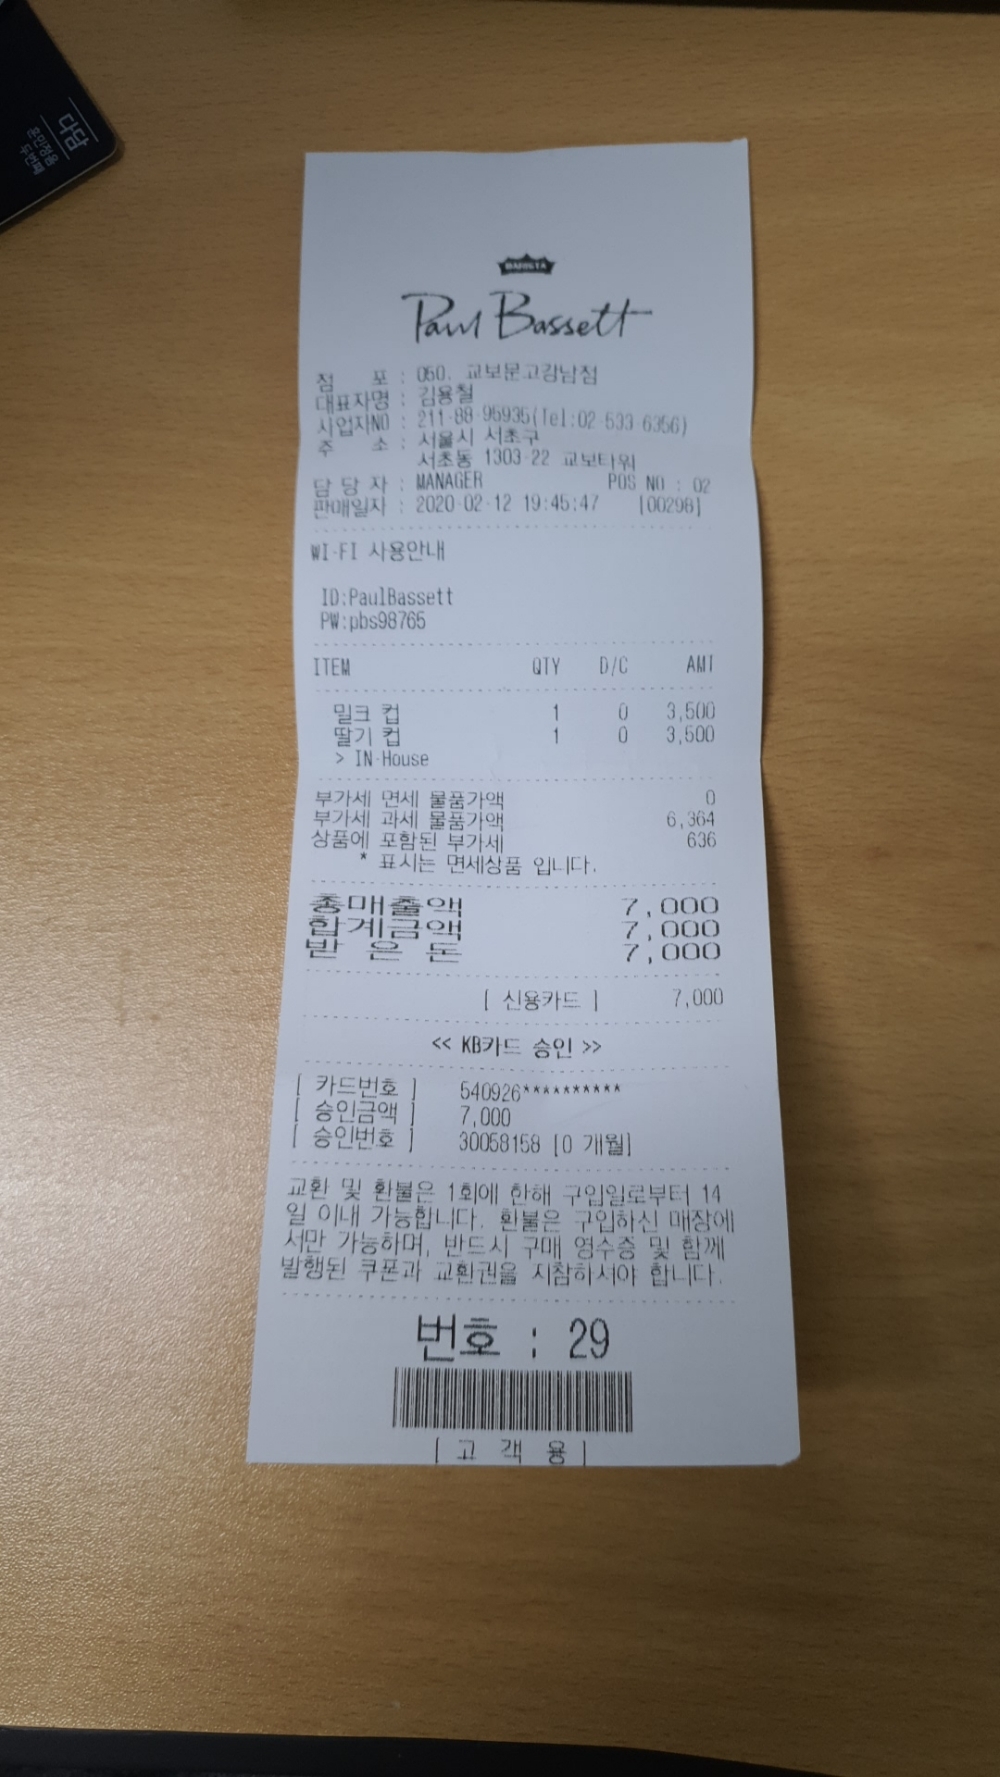 다담
훈민정음
두번째
BARISTA
Paul Bassett
점 포 : 050. 교보문고강남점
대표자명 : 김용철
사업자NO : 211-88-95935(Tel:02-533-6356)
주 소 : 서울시 서초구
서초동 1303-22 교보타워
담 당 자 : MANAGER POS NO : 02
판매일자 : 2020-02-12 19:45:47 [00298]
WI-FI 사용안내
ID:PaulBassett
PW:pbs98765
ITEM QTY D/C AMT
밀크 컵 1 0 3,500
딸기 컵 1 0 3,500
> IN-House
부가세 면세 물품가액 0
부가세 과세 물품가액 6,364
상품에 포함된 부가세 636
* 표시는 면세상품 입니다.
총매출액 7,000
합계금액 7,000
받 은 돈 7,000
[ 신용카드 ] 7,000
<< KB카드 승인 >>
[ 카드번호 ] 540926**********
[ 승인금액 ] 7,000
[ 승인번호 ] 30058158 [0 개월]
교환 및 환불은 1회에 한해 구입일로부터 14
일 이내 가능합니다. 환불은 구입하신 매장에
서만 가능하며, 반드시 구매 영수증 및 함께
발행된 쿠폰과 교환권을 지참하셔야 합니다.
번호 : 29
[ 고 객 용 ]